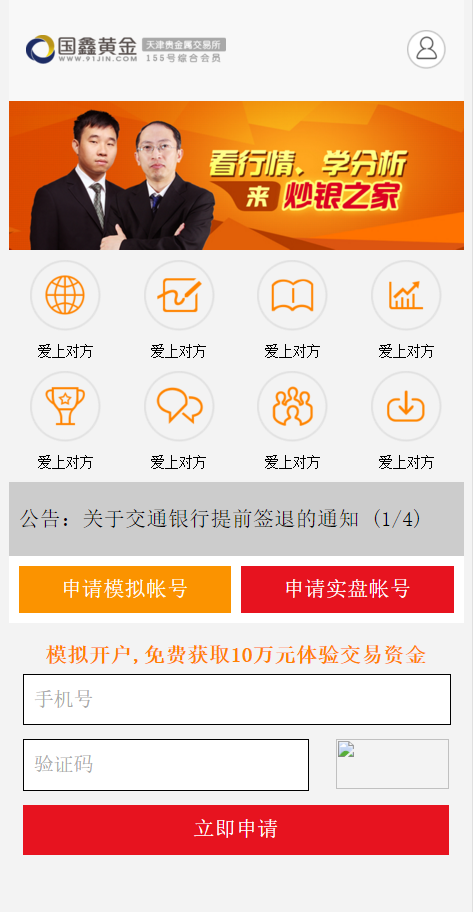 国鑫黄金 天津贵金属交易所
WWW.91JIN.COM 155号综合会员
看行情、学分析
来 炒银之家
爱上对方 爱上对方 爱上对方 爱上对方
爱上对方 爱上对方 爱上对方 爱上对方
公告：关于交通银行提前签退的通知（1/4）
申请模拟帐号 申请实盘帐号
模拟开户,免费获取10万元体验交易资金
手机号
验证码
立即申请